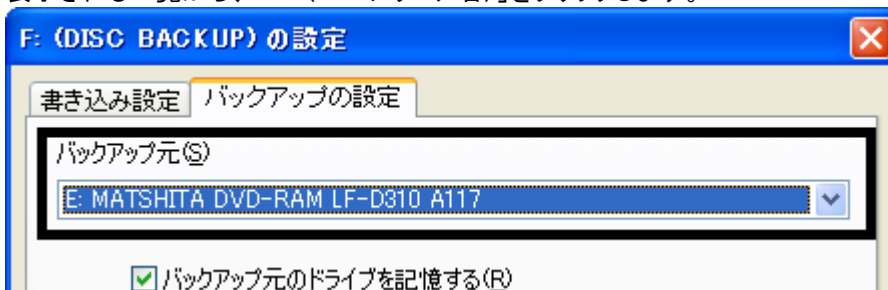 F: (DISC BACKUP) の設定
書き込み設定 バックアップの設定
バックアップ元(S)
E: MATSHITA DVD-RAM LF-D310 A117
バックアップ元のドライブを記憶する(R)